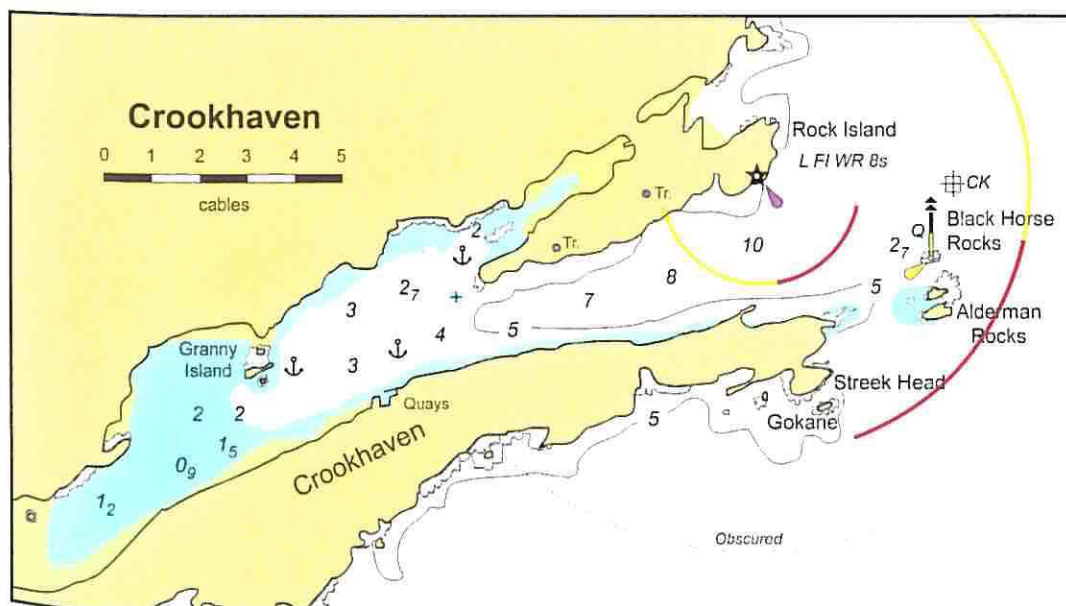 Crookhaven
0 1 2 3 4 5
cables
Rock Island
L Fl WR 8s
Tr.
CK
Q
Black Horse
Rocks
2₇
2
Tr.
10
8
2₇
3
7
5
5
4
Alderman
Rocks
Granny
Island
3
Streek Head
Quays
9
Gokane
2
2
5
1₅
Crookhaven
0₉
1₂
Obscured